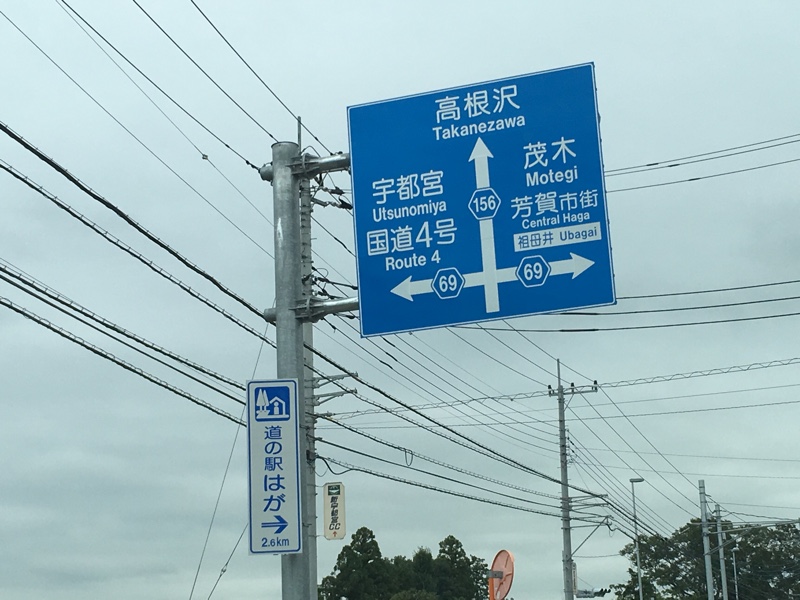 高根沢
Takanezawa
宇都宮
Utsunomiya
国道4号
Route 4
茂木
Motegi
芳賀市街
Central Haga
祖母井 Ubagai
156
69
69
道の駅はが
2.6km